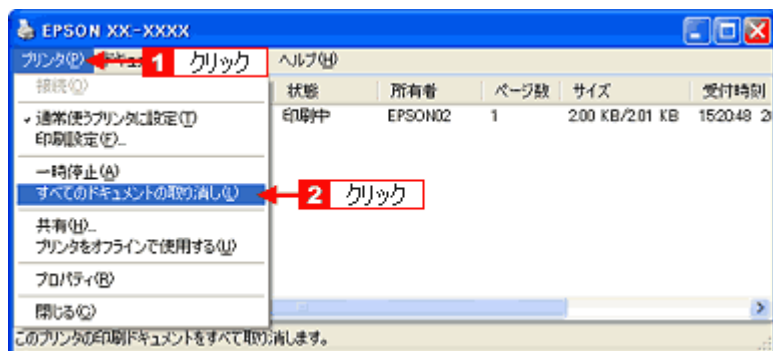 EPSON XX-XXXX
プリンタ(P) 1 クリック ヘルプ(H)
接続(O) 状態 所有者 ページ数 サイズ 受付時刻
通常使うプリンタに設定(T) 印刷中 EPSON02 1 2.00 KB/2.01 KB 15:20:48
印刷設定(F)...
一時停止(A)
すべてのドキュメントの取り消し(L) 2 クリック
共有(H)...
プリンタをオフラインで使用する(U)
プロパティ(R)
閉じる(C)
このプリンタの印刷ドキュメントをすべて取り消します。